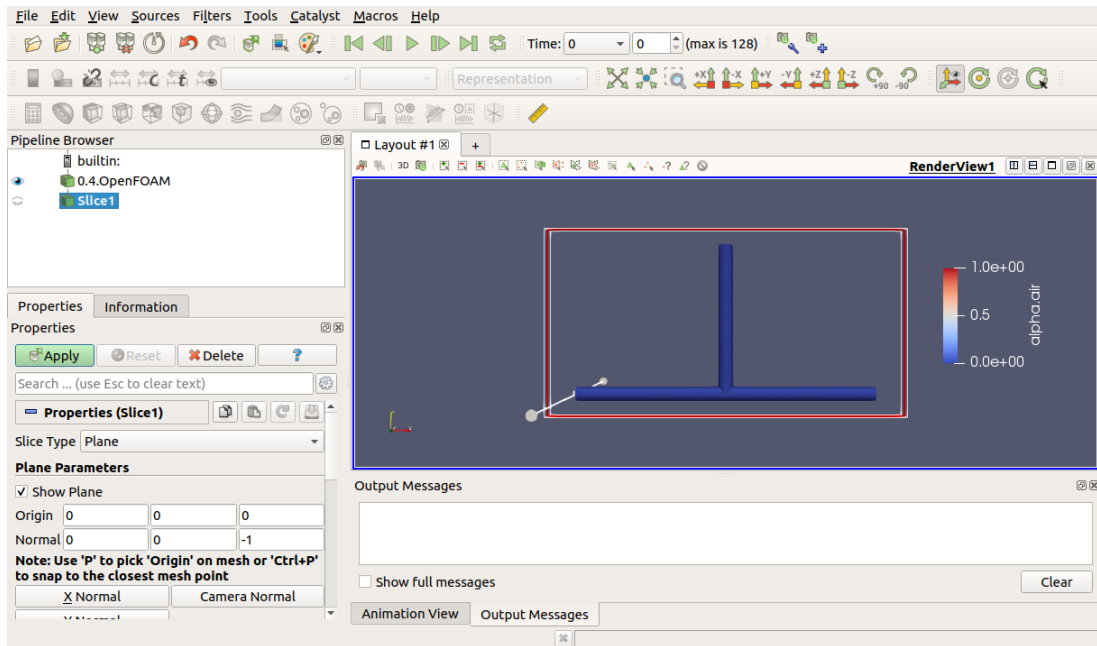 File Edit View Sources Filters Tools Catalyst Macros Help
Time: 0 0 (max is 128)
Representation +X -X +Y -Y +Z -Z +90 -90
Pipeline Browser
builtin:
0.4.OpenFOAM
Slice1
Properties Information
Properties
Apply Reset Delete ?
Search ... (use Esc to clear text)
Properties (Slice1)
Slice Type Plane
Plane Parameters
Show Plane
Origin 0 0 0
Normal 0 0 -1
Note: Use 'P' to pick 'Origin' on mesh or 'Ctrl+P'
to snap to the closest mesh point
X Normal Camera Normal
Y Normal
Layout #1 +
3D RenderView1
1.0e+00
0.5
0.0e+00
alpha.air
Output Messages
Show full messages Clear
Animation View Output Messages